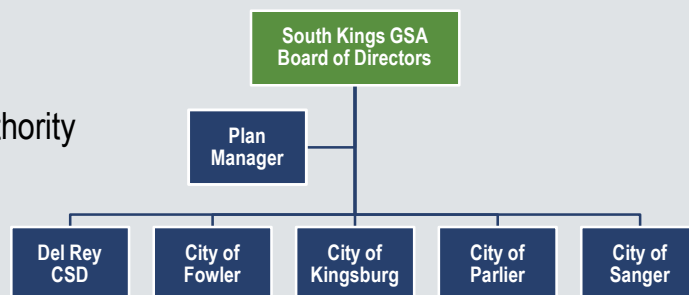 South Kings GSA
Board of Directors
Plan
Manager
Del Rey
CSD
City of
Fowler
City of
Kingsburg
City of
Parlier
City of
Sanger